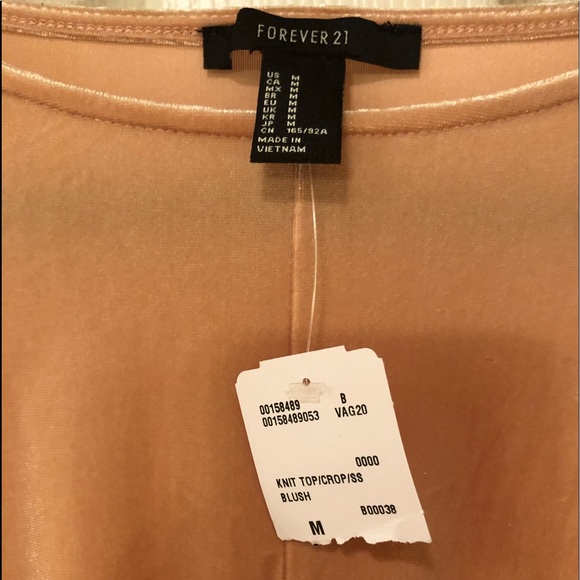 FOREVER 21
US M
CA M
MX M
BR M
EU M
UK M
KR M
JP M
CN 165/92A
MADE IN
VIETNAM
00158489 B
00158489053 VAG20
0000
KNIT TOP/CROP/SS
BLUSH
B00038
M